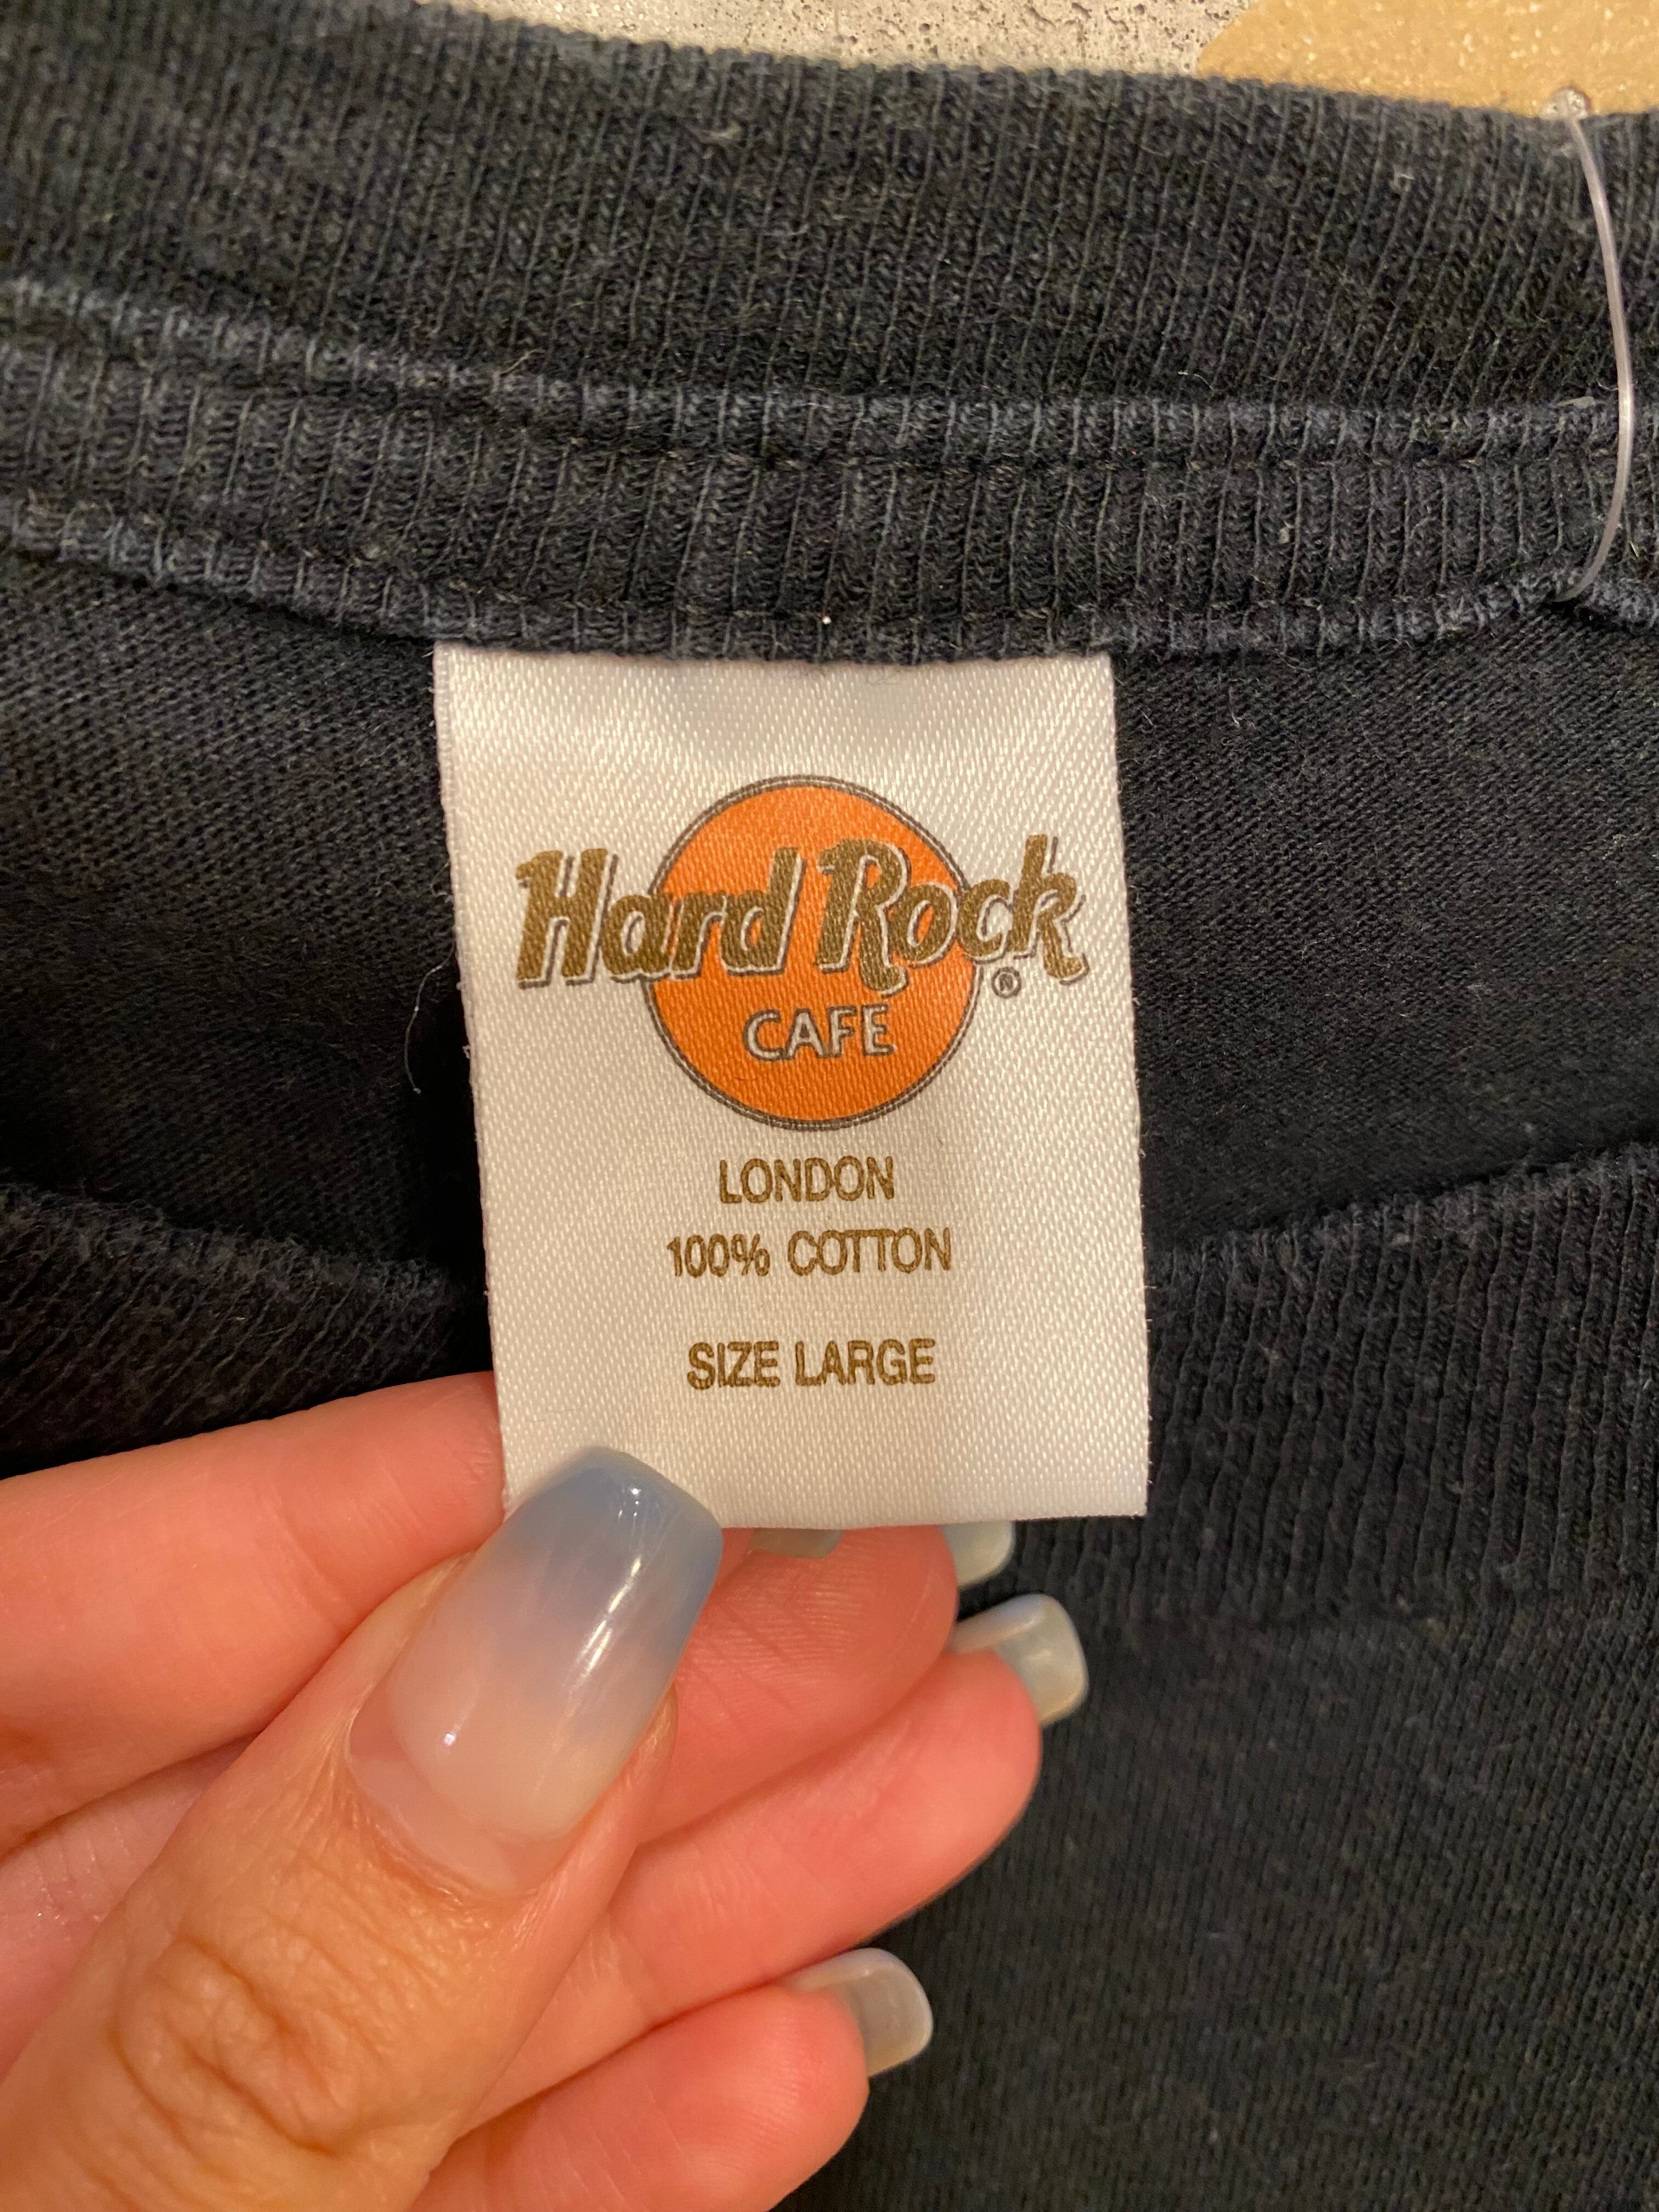 Hard Rock ®
CAFE
LONDON
100% COTTON
SIZE LARGE